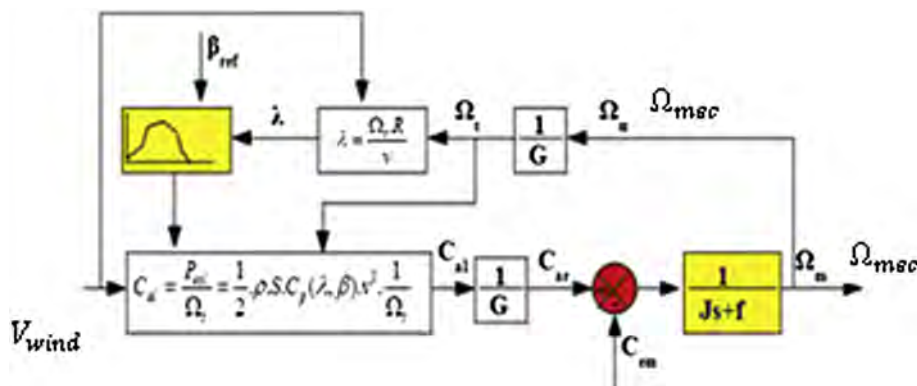 β_ref
λ
λ = Ω_t R / v
Ω_t
1 / G
Ω_m
Ω_msc
C_al = P_al / Ω_t = 1/2 .ρ.S.C_p(λ,β).v³. 1/Ω_t
C_al
1 / G
C_ar
1 / Js+f
Ω_m
Ω_msc
V_wind
C_em